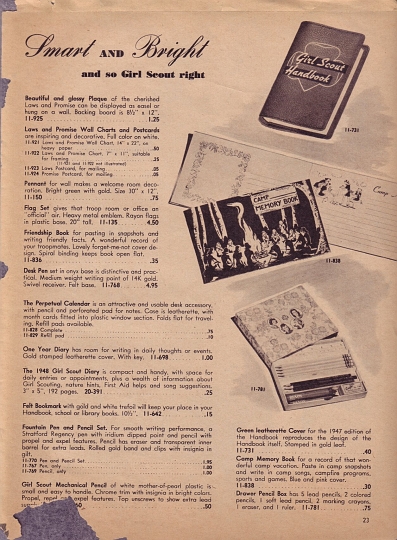 Smart AND Bright
and so Girl Scout right
Beautiful and glossy Plaque of the cherished
Laws and Promise can be displayed as easel or
hung on a wall. Backing board is 8½" x 12".
11-925 1.25
Laws and Promise Wall Charts and Postcards
are inspiring and decorative. Full color on white.
11-921 Laws and Promise Wall Chart, 14" x 22", on
heavy paper .50
11-922 Laws and Promise Chart, 7" x 11", suitable
for framing .25
(11-921 and 11-922 not illustrated)
11-923 Laws Postcard, for mailing .05
11-924 Promise Postcard, for mailing .05
Pennant for wall makes a welcome room deco-
ration. Bright green with gold. Size 10" x 12".
11-150 .75
Flag Set gives that troop room or office an
"official" air. Heavy metal emblem. Rayon flags
in plastic base. 20" tall. 11-135 4.50
Friendship Book for pasting in snapshots and
writing friendly facts. A wonderful record of
your troopmates. Lovely forget-me-not cover de-
sign. Spiral binding keeps book open flat.
11-836 .35
Desk Pen set in onyx base is distinctive and prac-
tical. Medium weight writing point of 14K gold.
Swivel receiver. Felt base. 11-768 4.95
The Perpetual Calendar is an attractive and usable desk accessory,
with pencil and perforated pad for notes. Case is leatherette, with
month cards fitted into plastic window section. Folds flat for travel-
ing. Refill pads available.
11-828 Complete .75
11-829 Refill pad .10
One Year Diary has room for writing in daily thoughts or events.
Gold stamped leatherette cover. With key. 11-698 1.00
The 1948 Girl Scout Diary is compact and handy, with space for
daily entries or appointments, plus a wealth of information about
Girl Scouting, nature hints, First Aid helps and song suggestions.
3" x 5", 192 pages. 20-391 .25
Felt Bookmark with gold and white trefoil will keep your place in
Handbook, school or library books. 10½". 11-642 .15
Fountain Pen and Pencil Set. For smooth writing performance, a
Stratford Regency pen with iridium dipped point and pencil with
propel and expel features. Pencil has eraser and transparent inner
barrel for extra leads. Rolled gold band and clips with insignia in
gilt.
11-770 Pen and Pencil Set 1.95
11-767 Pen, only 1.00
11-769 Pencil, only 1.00
Girl Scout Mechanical Pencil of white mother-of-pearl plastic is
small and easy to handle. Chrome trim with insignia in bright colors.
Propel, repel expel features. Top unscrews to show extra lead
.50
Girl Scout
Handbook
11-731
CAMP
MEMORY BOOK
Camp
11-838
11-781
Green leatherette Cover for the 1947 edition of
the Handbook reproduces the design of the
Handbook itself. Stamped in gold leaf.
11-731 .40
Camp Memory Book for a record of that won-
derful camp vacation. Paste in camp snapshots
and write in camp songs, campfire programs,
sports and games. Blue and pink cover.
11-838 .30
Drawer Pencil Box has 5 lead pencils, 2 colored
pencils, 1 soft lead pencil, 2 marking crayons,
1 eraser, and 1 ruler. 11-781 .75
23